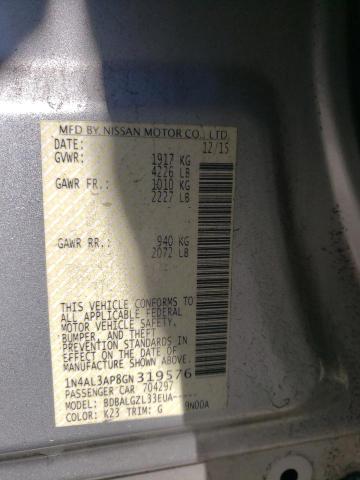 MFD BY NISSAN MOTOR CO., LTD
DATE: 12/15
GVWR: 1917 KG
4226 LB
GAWR FR.: 1010 KG
2227 LB
GAWR RR.: 940 KG
2072 LB
THIS VEHICLE CONFORMS TO
ALL APPLICABLE FEDERAL
MOTOR VEHICLE SAFETY,
BUMPER, AND THEFT
PREVENTION STANDARDS IN
EFFECT ON THE DATE OF
MANUFACTURE SHOWN ABOVE.
1N4AL3AP8GN319576
PASSENGER CAR 704297
MODEL: BDBALGZL33EUA-----
COLOR: K23 TRIM: G 9N00A